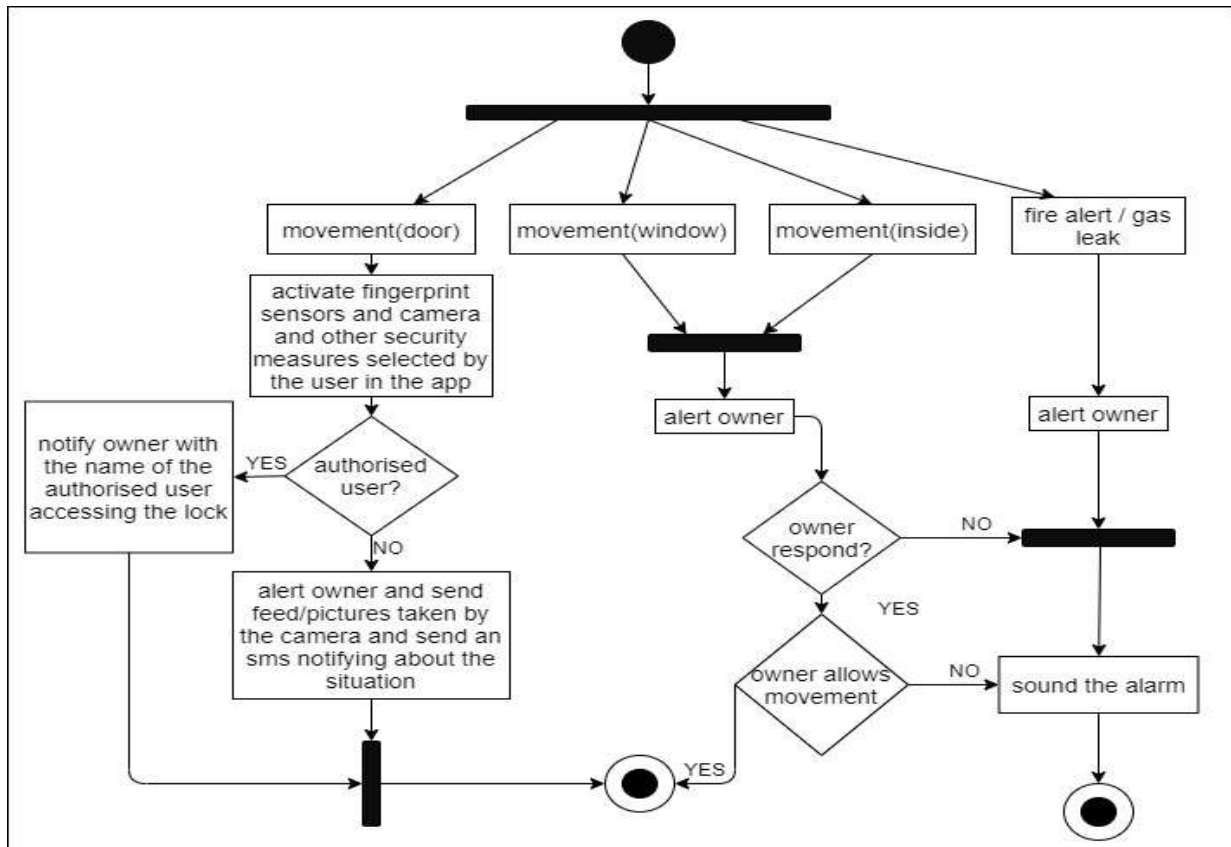 movement(door)
movement(window)
movement(inside)
fire alert / gas
leak
activate fingerprint
sensors and camera
and other security
measures selected by
the user in the app
alert owner
alert owner
notify owner with
the name of the
authorised user
accessing the lock
YES
authorised
user?
NO
owner
respond?
NO
YES
alert owner and send
feed/pictures taken by
the camera and send an
sms notifying about the
situation
owner allows
movement
NO
sound the alarm
YES